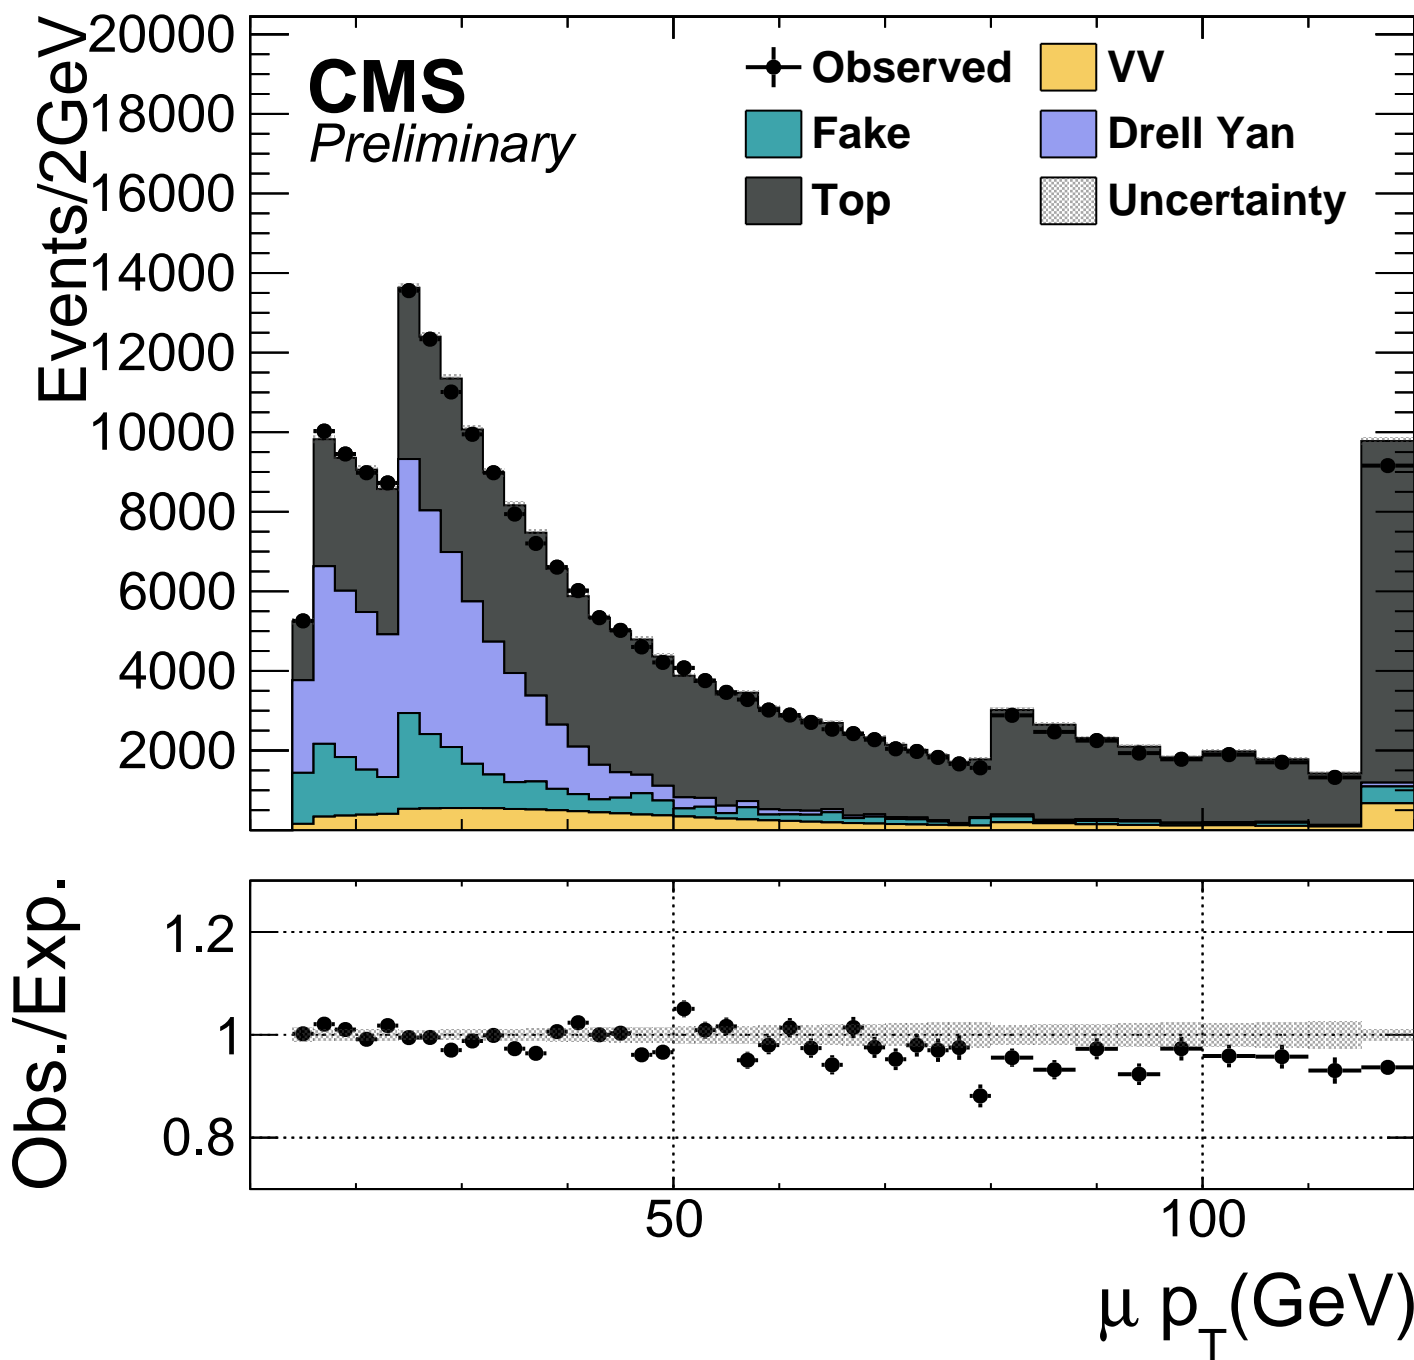 CMS
Preliminary
Observed
VV
Fake
Drell Yan
Top
Uncertainty
Events/2GeV
20000
18000
16000
14000
12000
10000
8000
6000
4000
2000
Obs./Exp.
1.2
1
0.8
50
100
μ p_T(GeV)